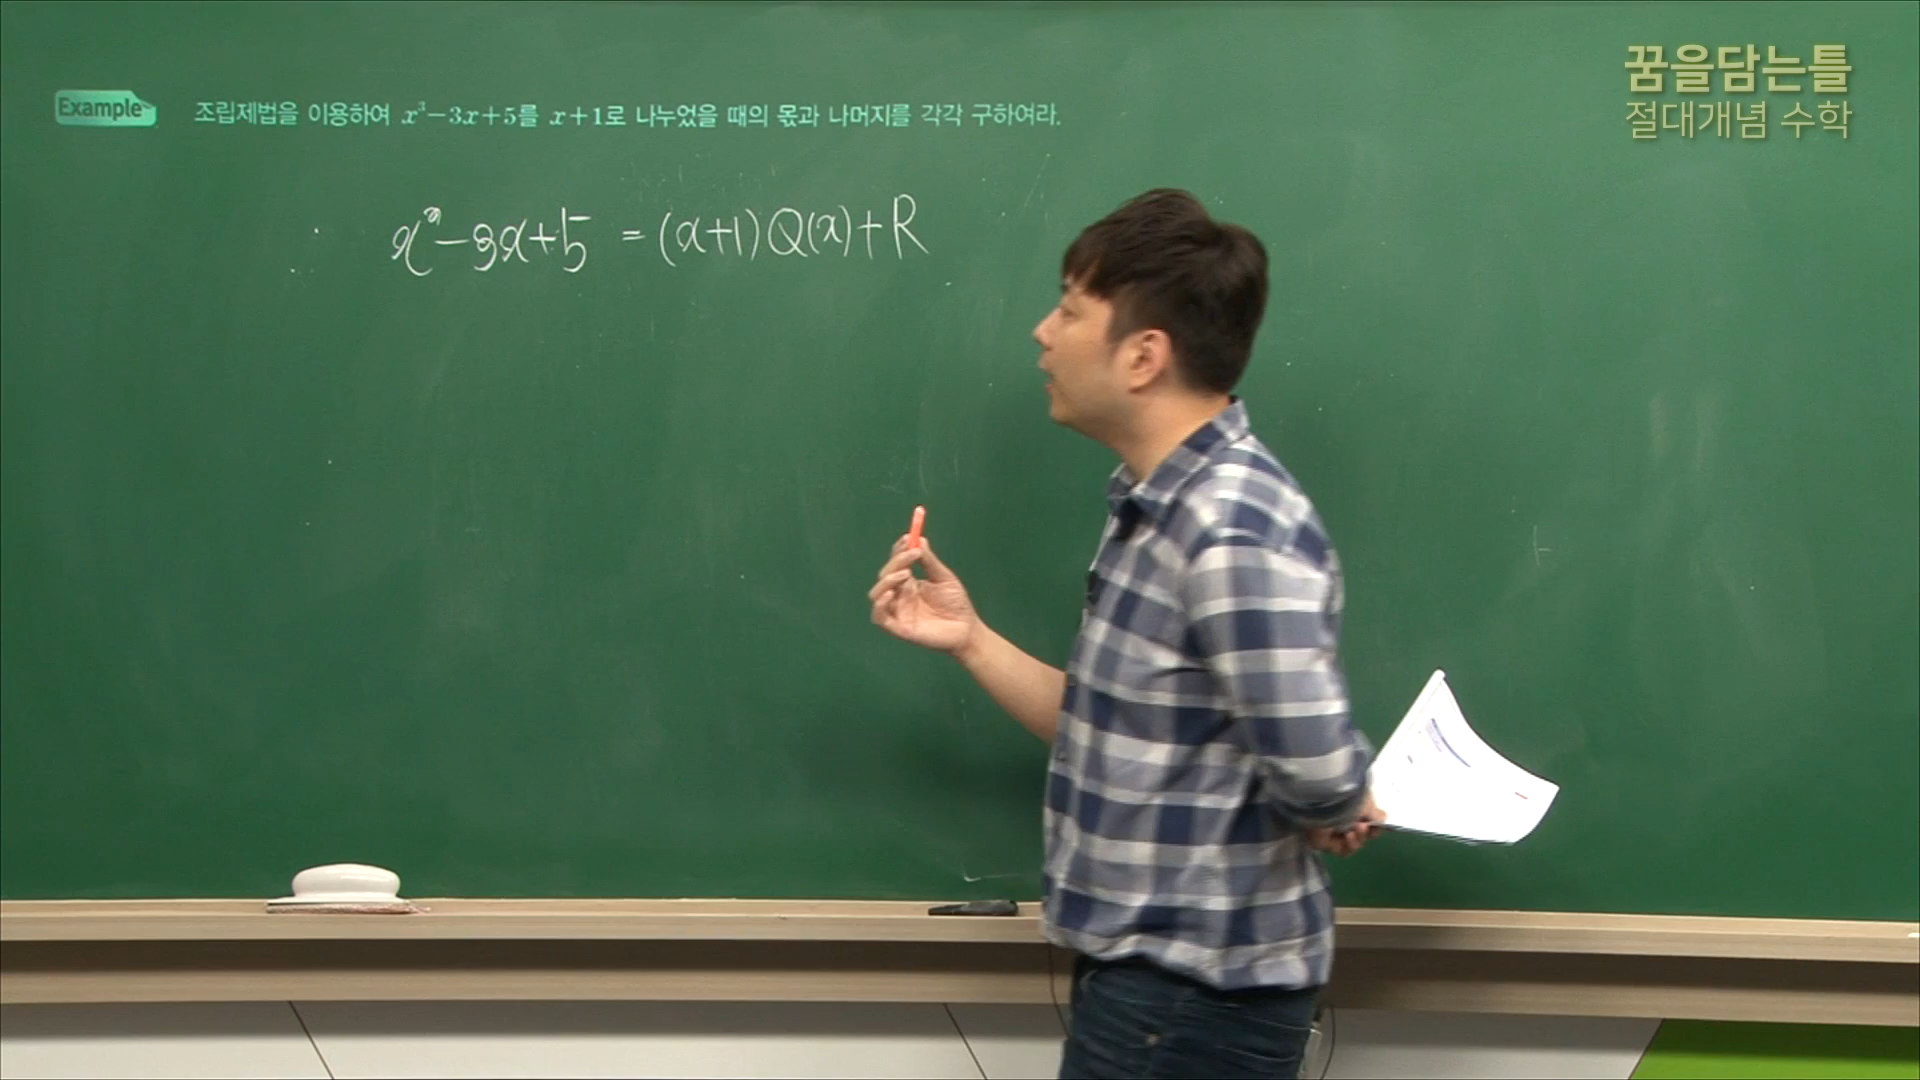 꿈을담는틀
절대개념 수학
Example 조립제법을 이용하여 x³−3x+5를 x+1로 나누었을 때의 몫과 나머지를 각각 구하여라.
x³−3x+5 = (x+1)Q(x)+R